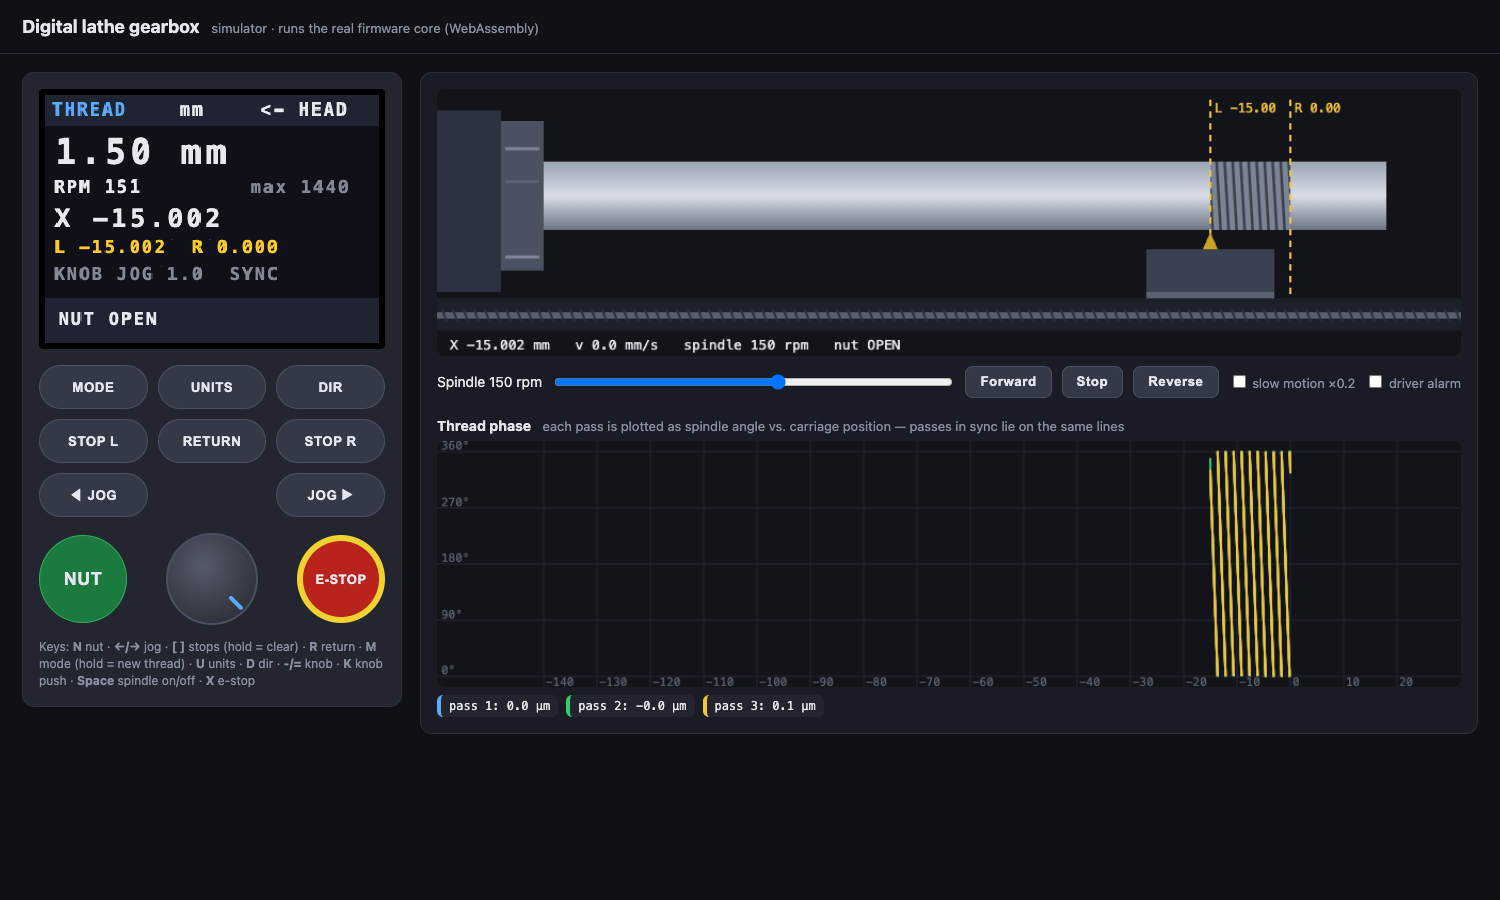 Digital lathe gearbox simulator · runs the real firmware core (WebAssembly)
THREAD mm <- HEAD
1.50 mm
RPM 151 max 1440
X -15.002
L -15.002 R 0.000
KNOB JOG 1.0 SYNC
NUT OPEN
MODE UNITS DIR
STOP L RETURN STOP R
◀ JOG JOG ▶
NUT E-STOP
Keys: N nut · ←/→ jog · [ ] stops (hold = clear) · R return · M
mode (hold = new thread) · U units · D dir · -/= knob · K knob
push · Space spindle on/off · X e-stop
L -15.00 R 0.00
X -15.002 mm v 0.0 mm/s spindle 150 rpm nut OPEN
Spindle 150 rpm Forward Stop Reverse slow motion ×0.2 driver alarm
Thread phase each pass is plotted as spindle angle vs. carriage position — passes in sync lie on the same lines
360°
270°
180°
90°
0°
-140 -130 -120 -110 -100 -90 -80 -70 -60 -50 -40 -30 -20 -10 0 10 20
pass 1: 0.0 µm pass 2: -0.0 µm pass 3: 0.1 µm